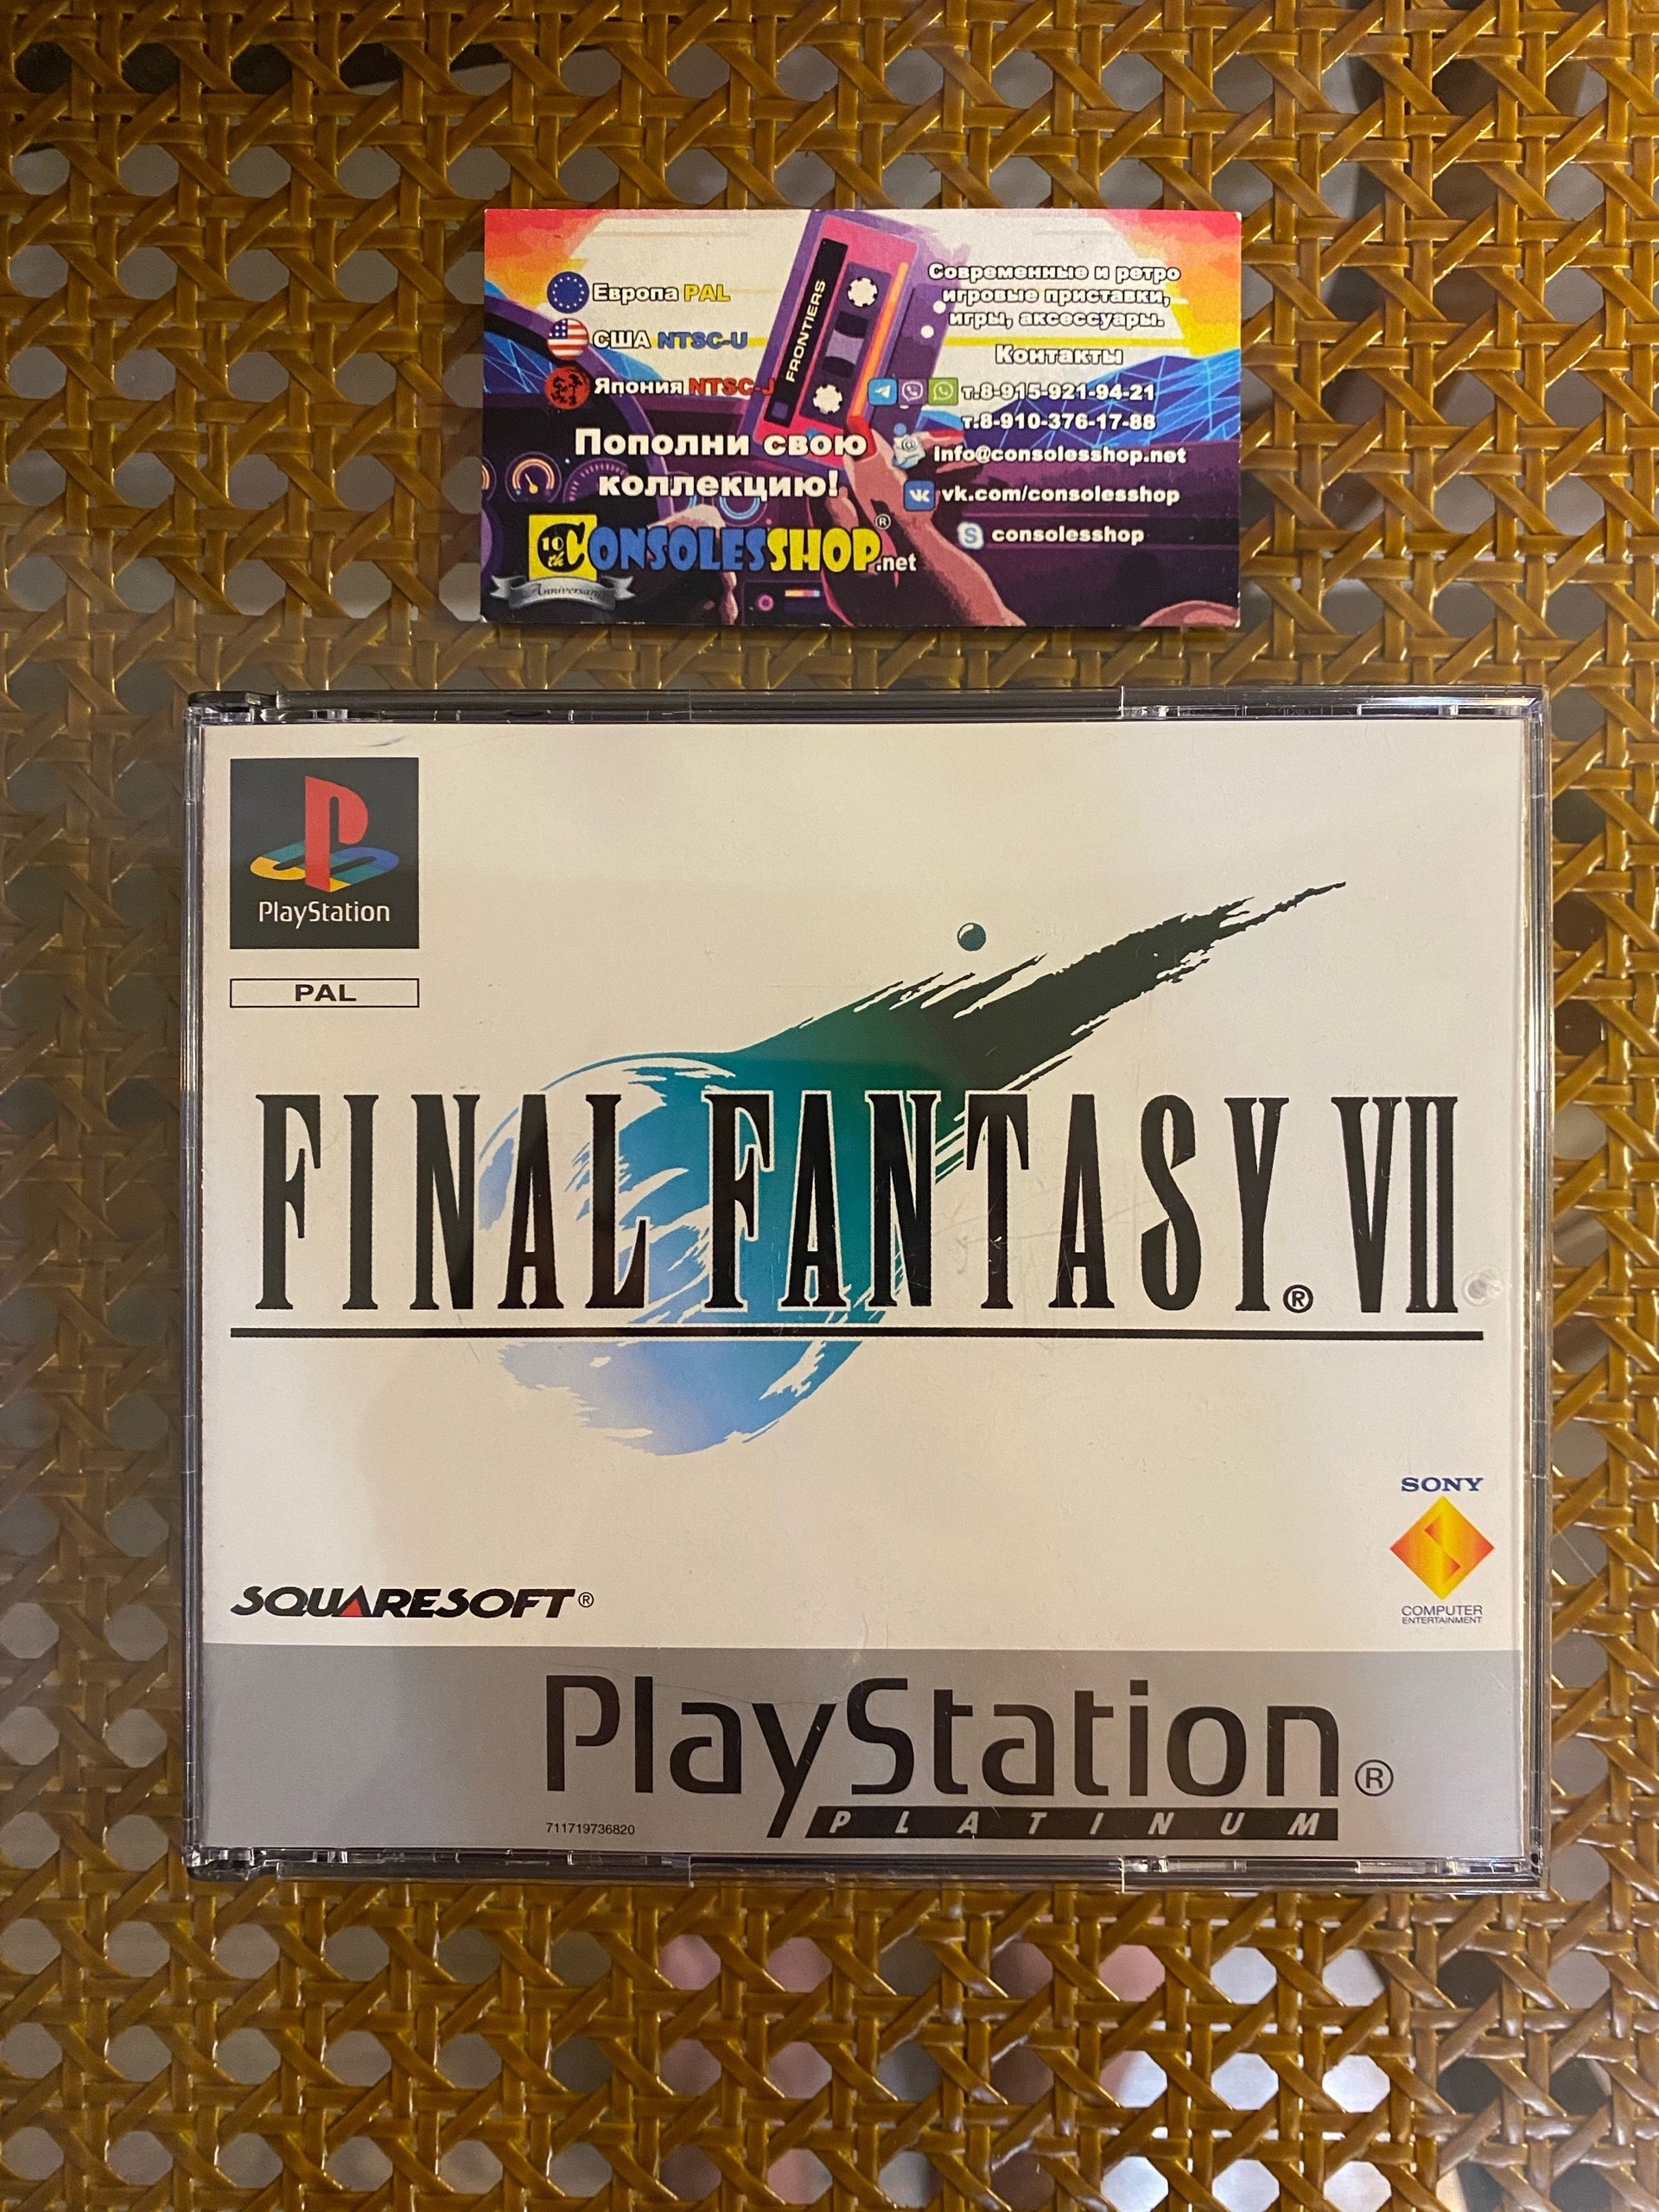 Европа PAL
США NTSC-U
Япония NTSC-J
Пополни свою
коллекцию!
10th CONSOLESSHOP®.net
Anniversary
FRONTIERS
Современные и ретро
игровые приставки,
игры, аксессуары.
Контакты
т.8-915-921-94-21
т.8-910-376-17-88
info@consolesshop.net
vk.com/consolesshop
consolesshop
PlayStation
PAL
FINAL FANTASY® VII
SONY
COMPUTER
ENTERTAINMENT
SQUARESOFT®
PlayStation®
PLATINUM
711719736820